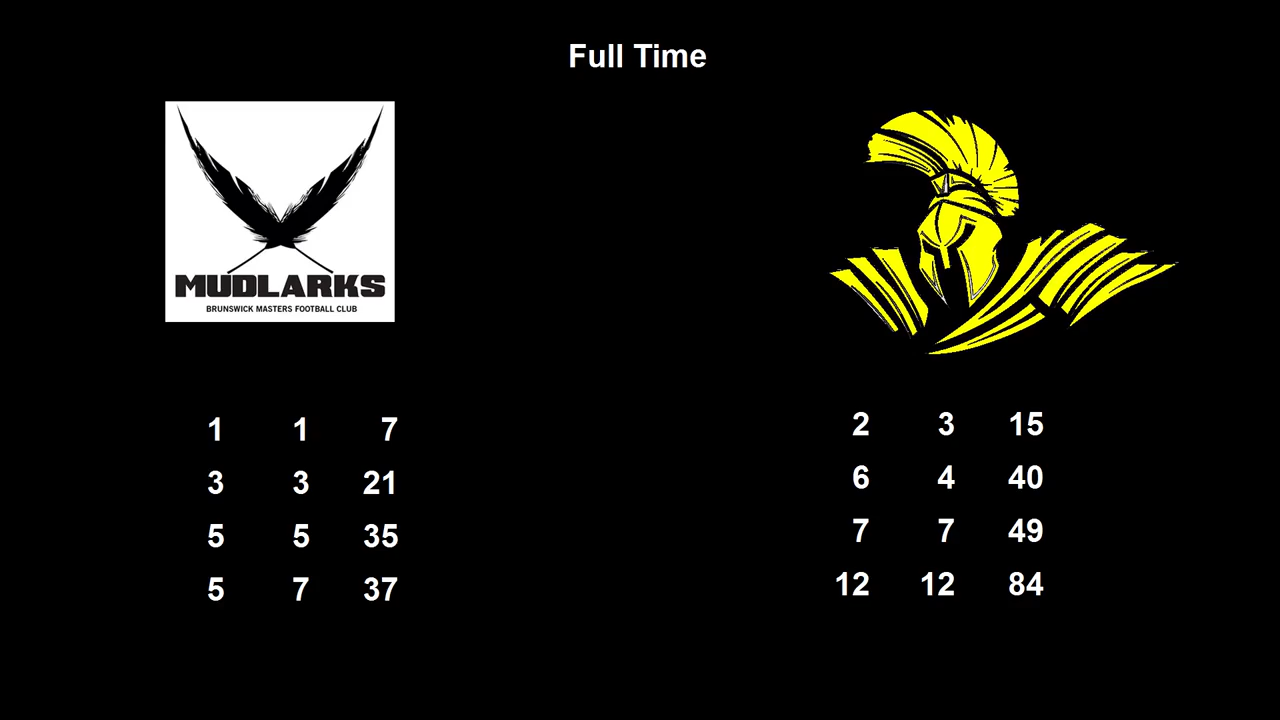 Full Time
MUDLARKS
BRUNSWICK MASTERS FOOTBALL CLUB
1 1 7
3 3 21
5 5 35
5 7 37
2 3 15
6 4 40
7 7 49
12 12 84